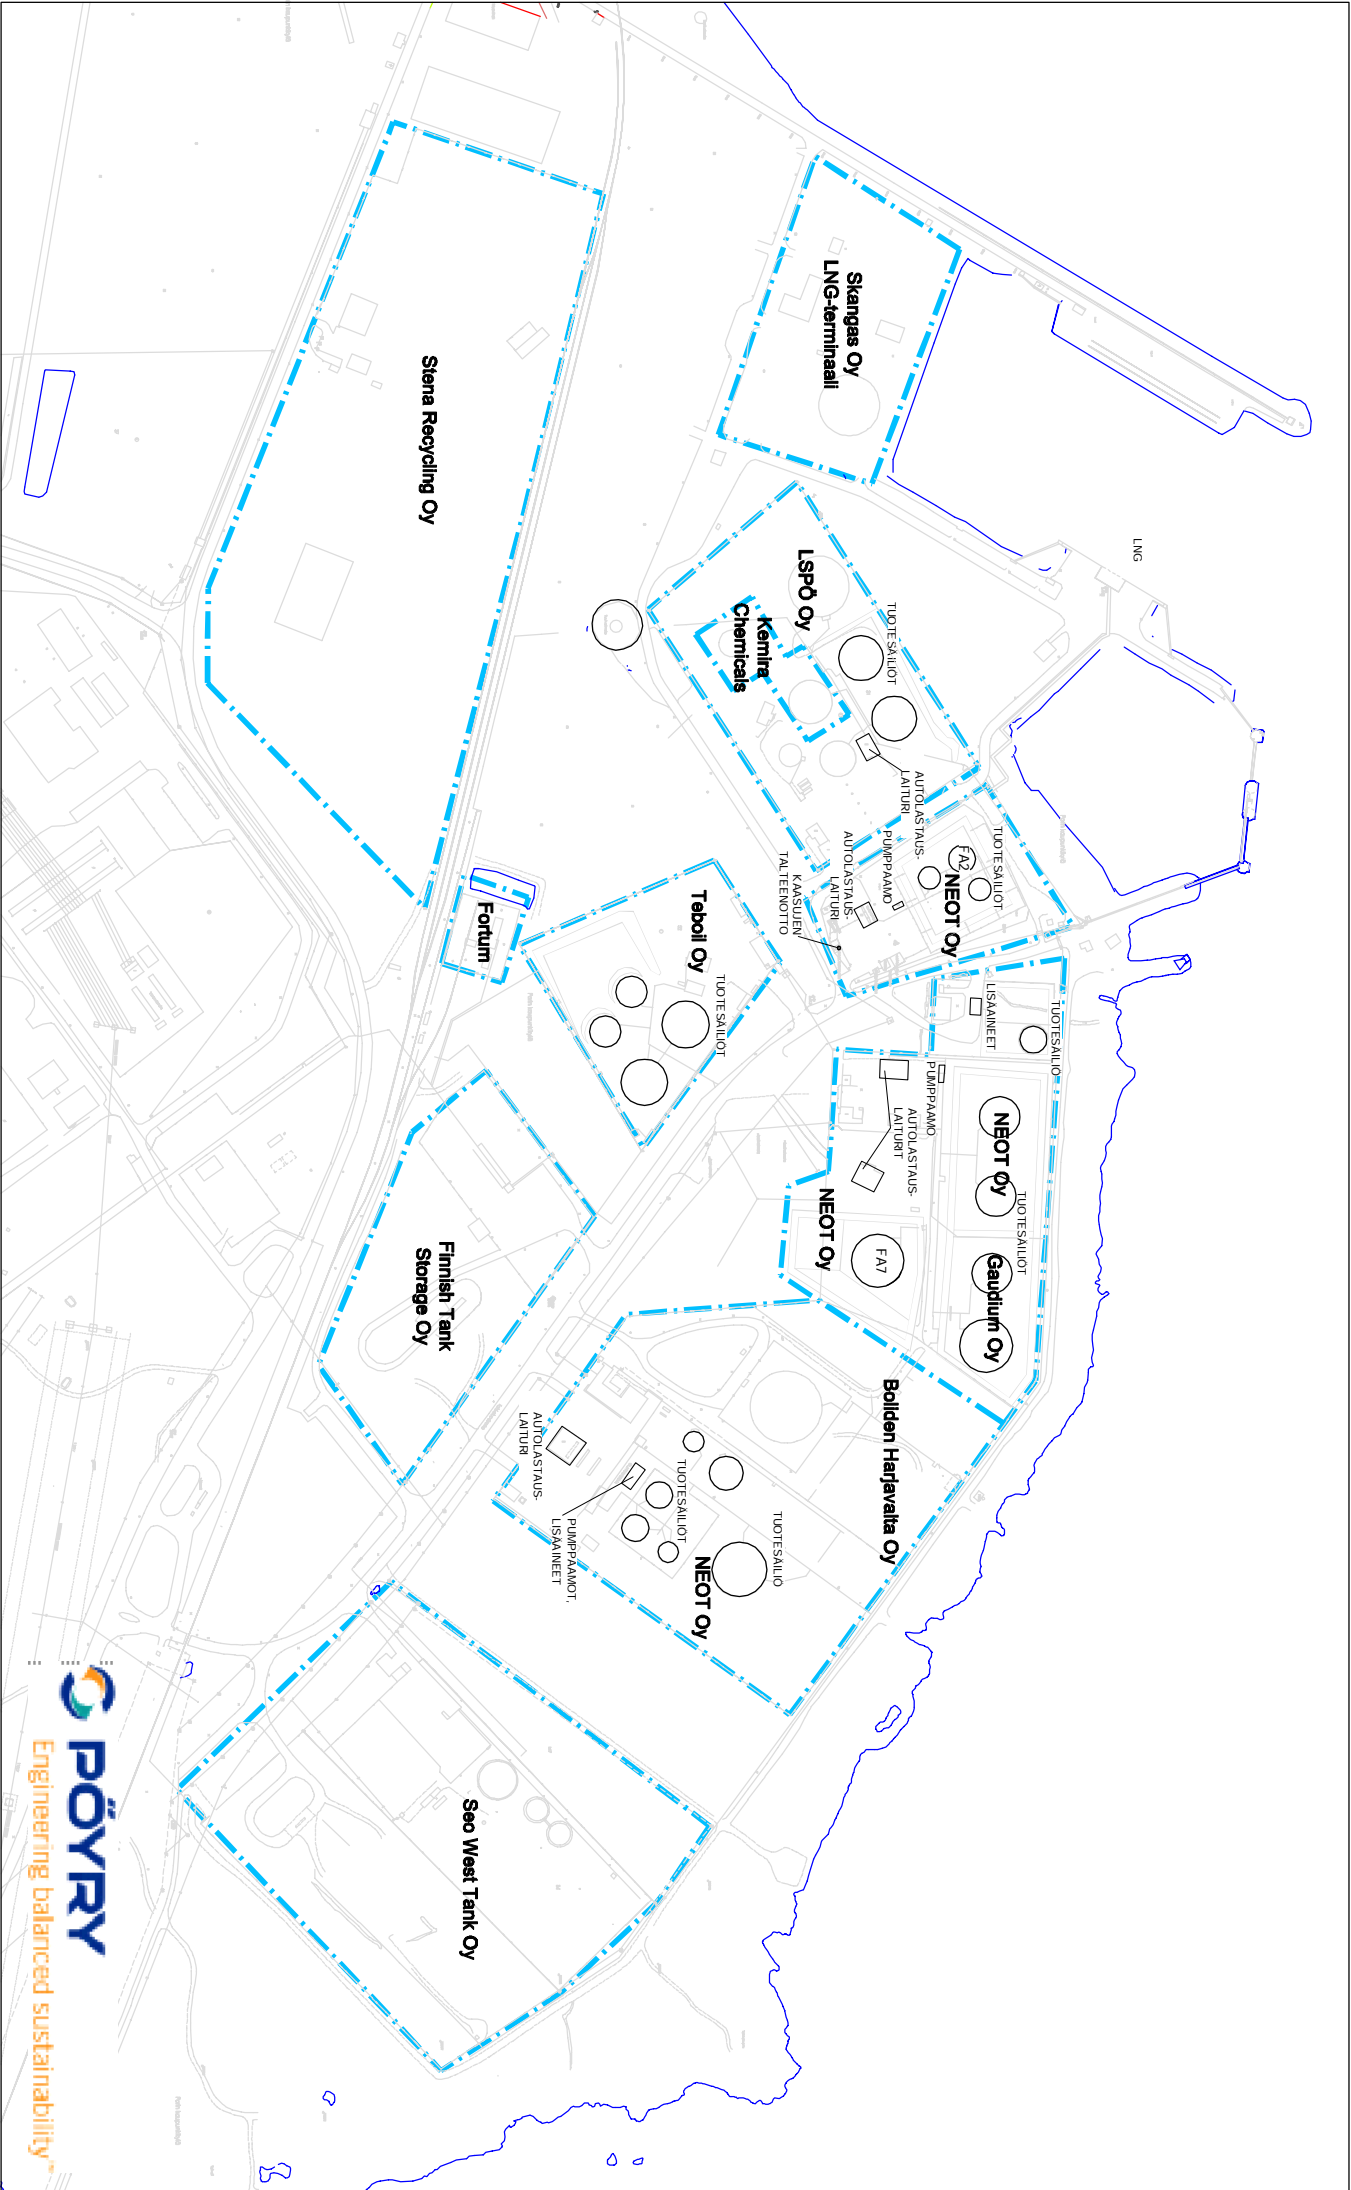 Skangas Oy
LNG-terminaali
Stena Recycling Oy
LNG
LSPÖ Oy
Kemira
Chemicals
TUOTESÄILIÖT
AUTOLASTAUS-
LAITURI
TUOTESÄILIÖT
FA2
NEOT Oy
PUMPPAAMO
AUTOLASTAUS-
LAITURI
KAASUJEN
TALTEENOTTO
Fortum
Teboil Oy
TUOTESÄILIÖT
TUOTESÄILIÖ
LISÄAINEET
PUMPPAAMO
AUTOLASTAUS-
LAITURIT
NEOT Oy
TUOTESÄILIÖT
Gaudium Oy
NEOT Oy
FA7
Finnish Tank
Storage Oy
Boliden Harjavalta Oy
AUTOLASTAUS-
LAITURI
TUOTESÄILIÖT
TUOTESÄILIÖ
PUMPPAAMOT,
LISÄAINEET
NEOT Oy
Seo West Tank Oy
PÖYRY
Engineering balanced sustainability™